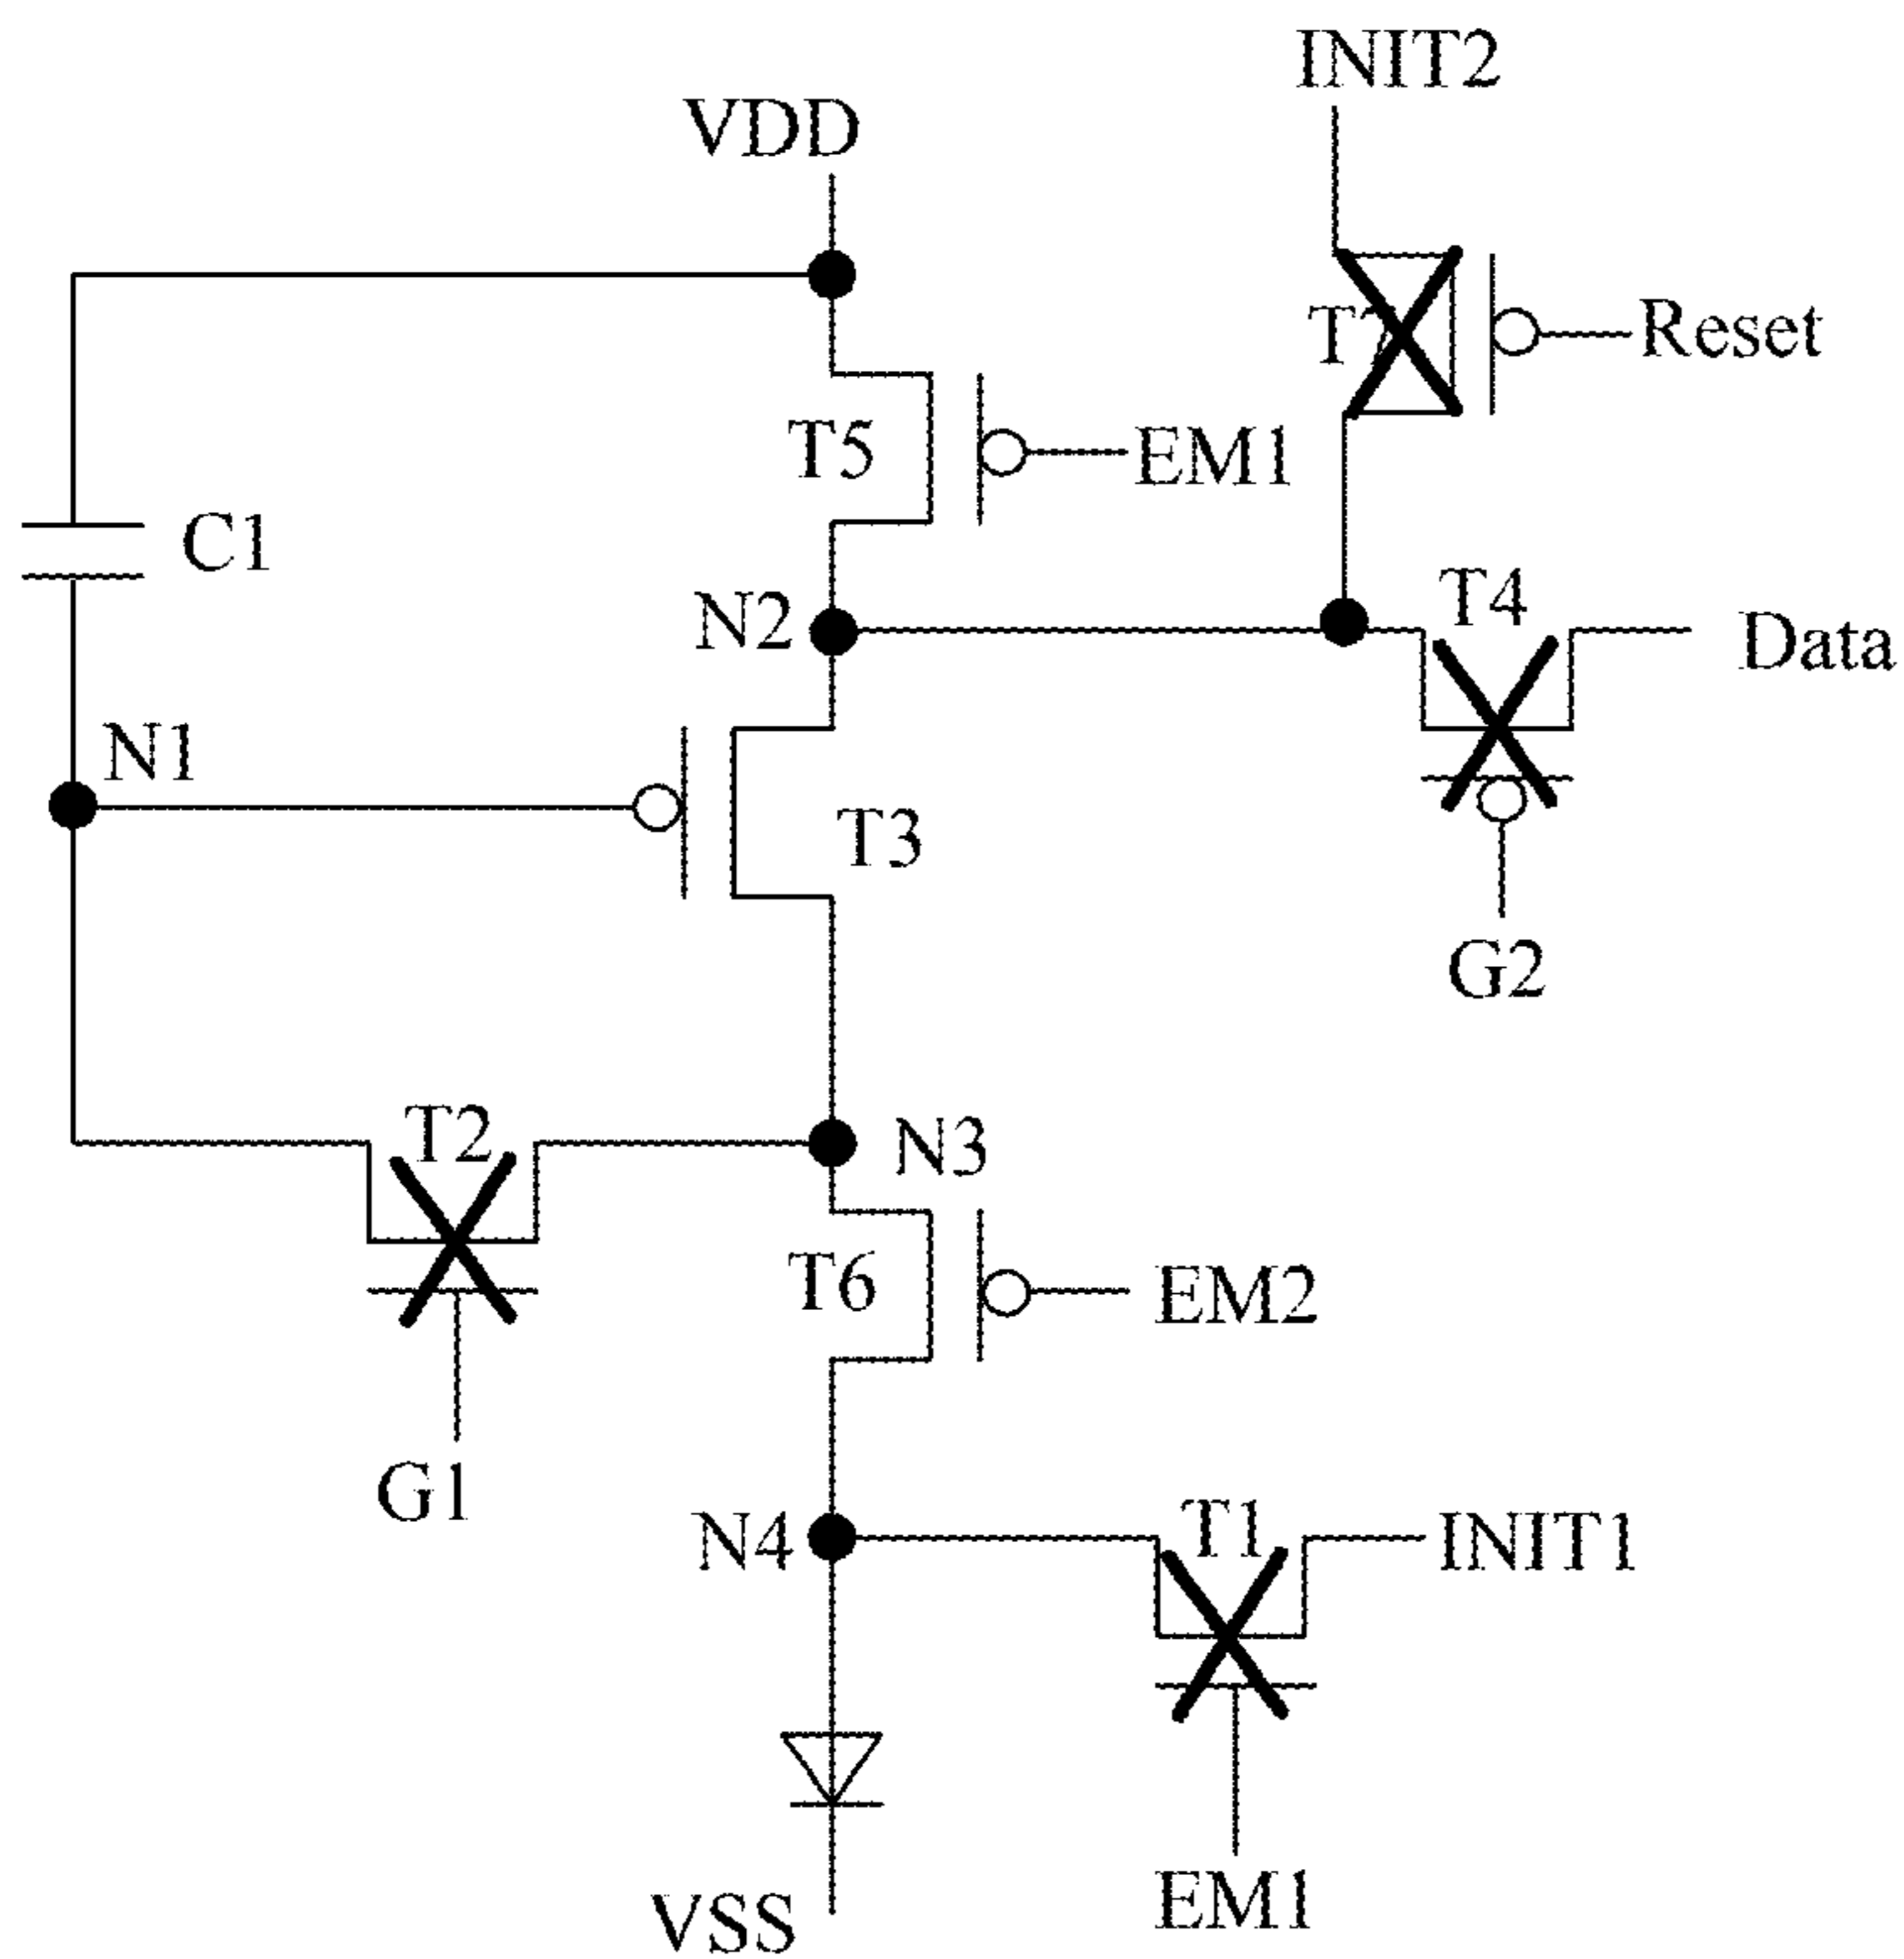 INIT2
VDD
Reset
T5
EM1
C1
T4
N2
Data
N1
T3
G2
T2
N3
T6
EM2
G1
T1
N4
INIT1
EM1
VSS